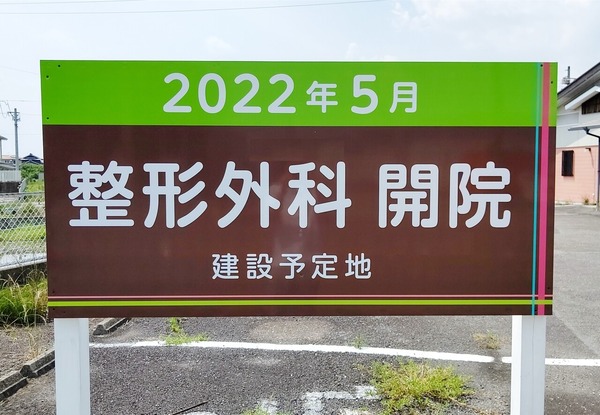 2022年5月
整形外科 開院
建設予定地